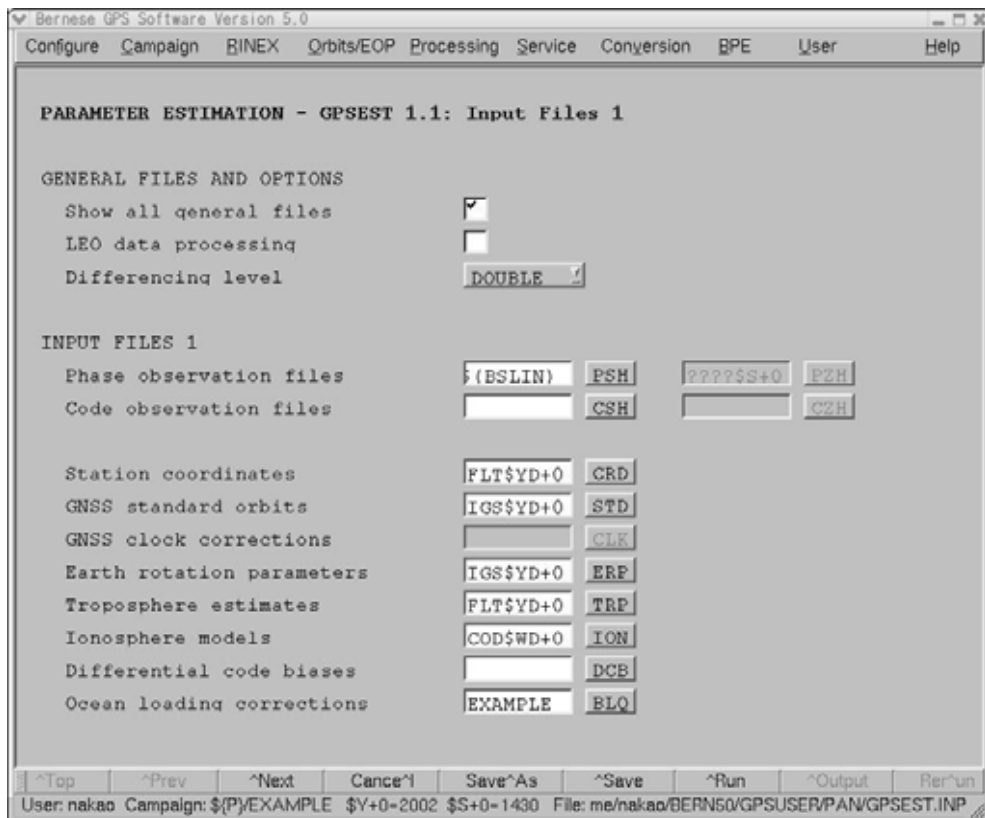 Bernese GPS Software Version 5.0
Configure Campaign RINEX Orbits/EOP Processing Service Conversion BPE User Help
PARAMETER ESTIMATION - GPSEST 1.1: Input Files 1
GENERAL FILES AND OPTIONS
Show all general files
LEO data processing
Differencing level DOUBLE
INPUT FILES 1
Phase observation files $(BSLIN) PSH ????$S+0 PZH
Code observation files CSH CZH
Station coordinates FLT$YD+0 CRD
GNSS standard orbits IGS$YD+0 STD
GNSS clock corrections CLK
Earth rotation parameters IGS$YD+0 ERP
Troposphere estimates FLT$YD+0 TRP
Ionosphere models COD$WD+0 ION
Differential code biases DCB
Ocean loading corrections EXAMPLE BLQ
^Top ^Prev ^Next Cance^l Save^As ^Save ^Run ^Output Rer^un
User: nakao Campaign: ${P}/EXAMPLE $Y+0=2002 $S+0=1430 File: me/nakao/BERN50/GPSUSER/PAN/GPSEST.INP